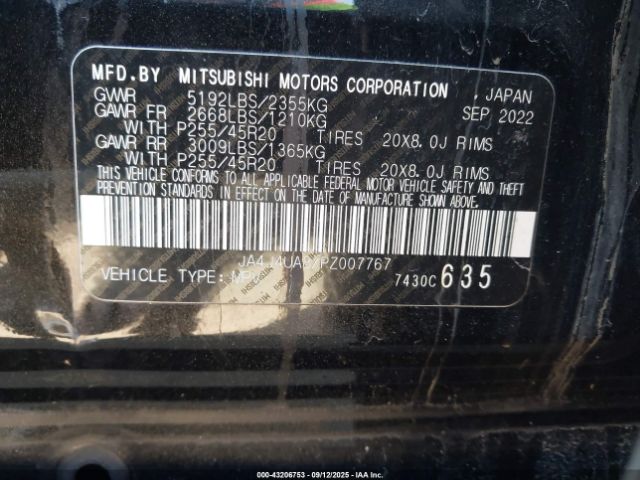 MFD.BY MITSUBISHI MOTORS CORPORATION , JAPAN
GVWR 5192LBS/2355KG SEP 2022
GAWR FR 2668LBS/1210KG
WITH P255/45R20 TIRES 20X8.0J RIMS
GAWR RR 3009LBS/1365KG
WITH P255/45R20 TIRES 20X8.0J RIMS
THIS VEHICLE CONFORMS TO ALL APPLICABLE FEDERAL MOTOR VEHICLE SAFETY AND THEFT
PREVENTION STANDARDS IN EFFECT ON THE DATE OF MANUFACTURE SHOWN ABOVE.
VEHICLE TYPE: 7430C 635
000-43206753 - 09/12/2025 - IAAI.COM